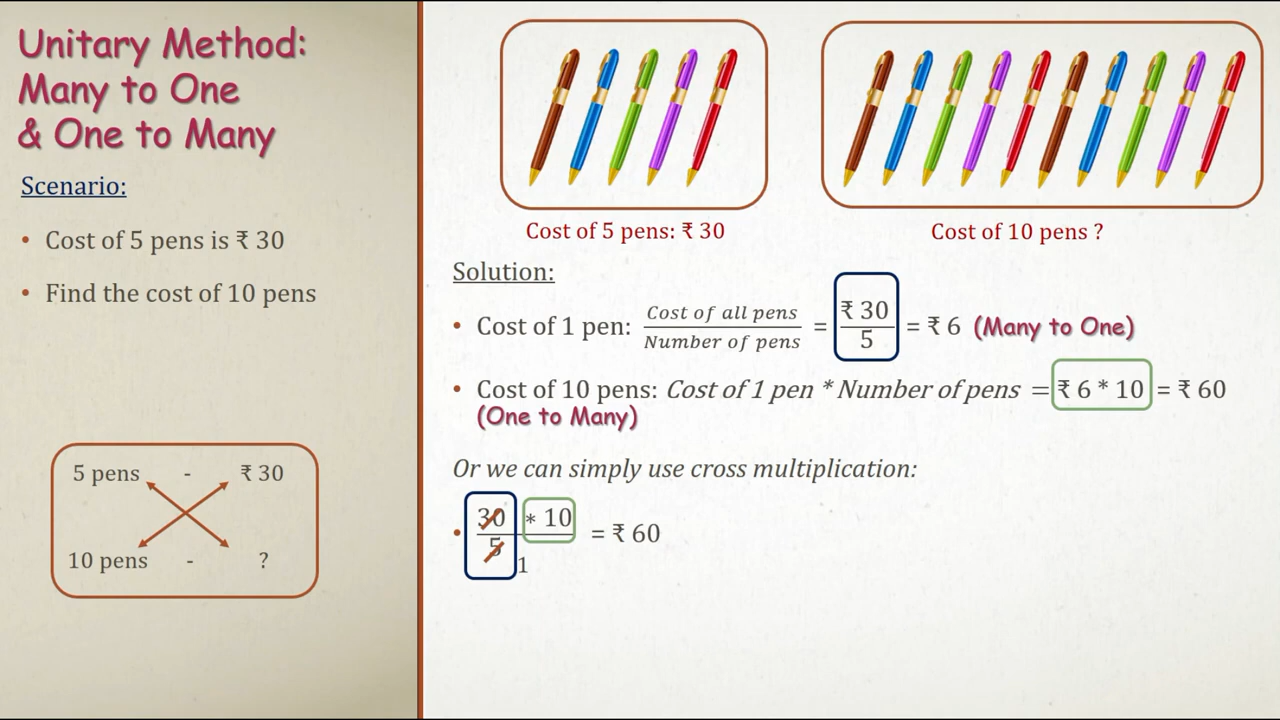 Unitary Method:
Many to One
& One to Many
Scenario:
• Cost of 5 pens is ₹ 30
• Find the cost of 10 pens
5 pens - ₹ 30
10 pens - ?
Cost of 5 pens: ₹ 30
Cost of 10 pens ?
Solution:
• Cost of 1 pen: Cost of all pens / Number of pens = ₹ 30 / 5 = ₹ 6 (Many to One)
• Cost of 10 pens: Cost of 1 pen * Number of pens = ₹ 6 * 10 = ₹ 60
(One to Many)
Or we can simply use cross multiplication:
• 30 * 10 / 5 = ₹ 60
1